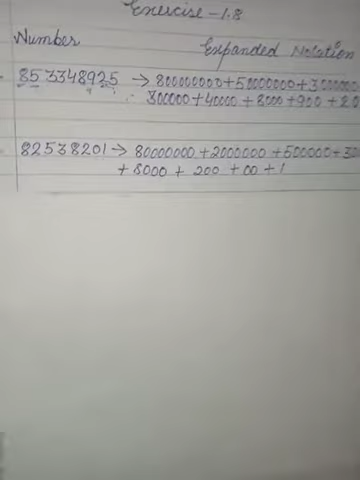 Exercise - 1.8
Number Expanded Notation
853348925 → 800000000+50000000+3000000
300000+40000+8000+900+20
82538201 → 80000000+2000000+500000+30
+8000+200+00+1